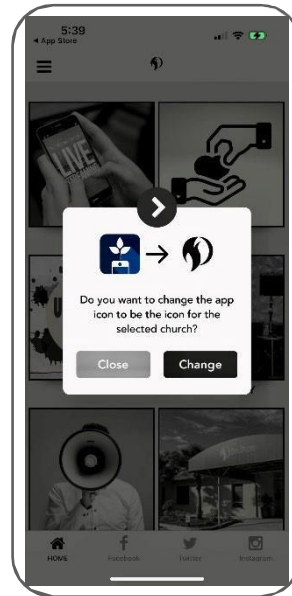 5:39
◀ App Store
LIVE
Do you want to change the app
icon to be the icon for the
selected church?
Close
Change
HOME
Facebook
Twitter
Instagram